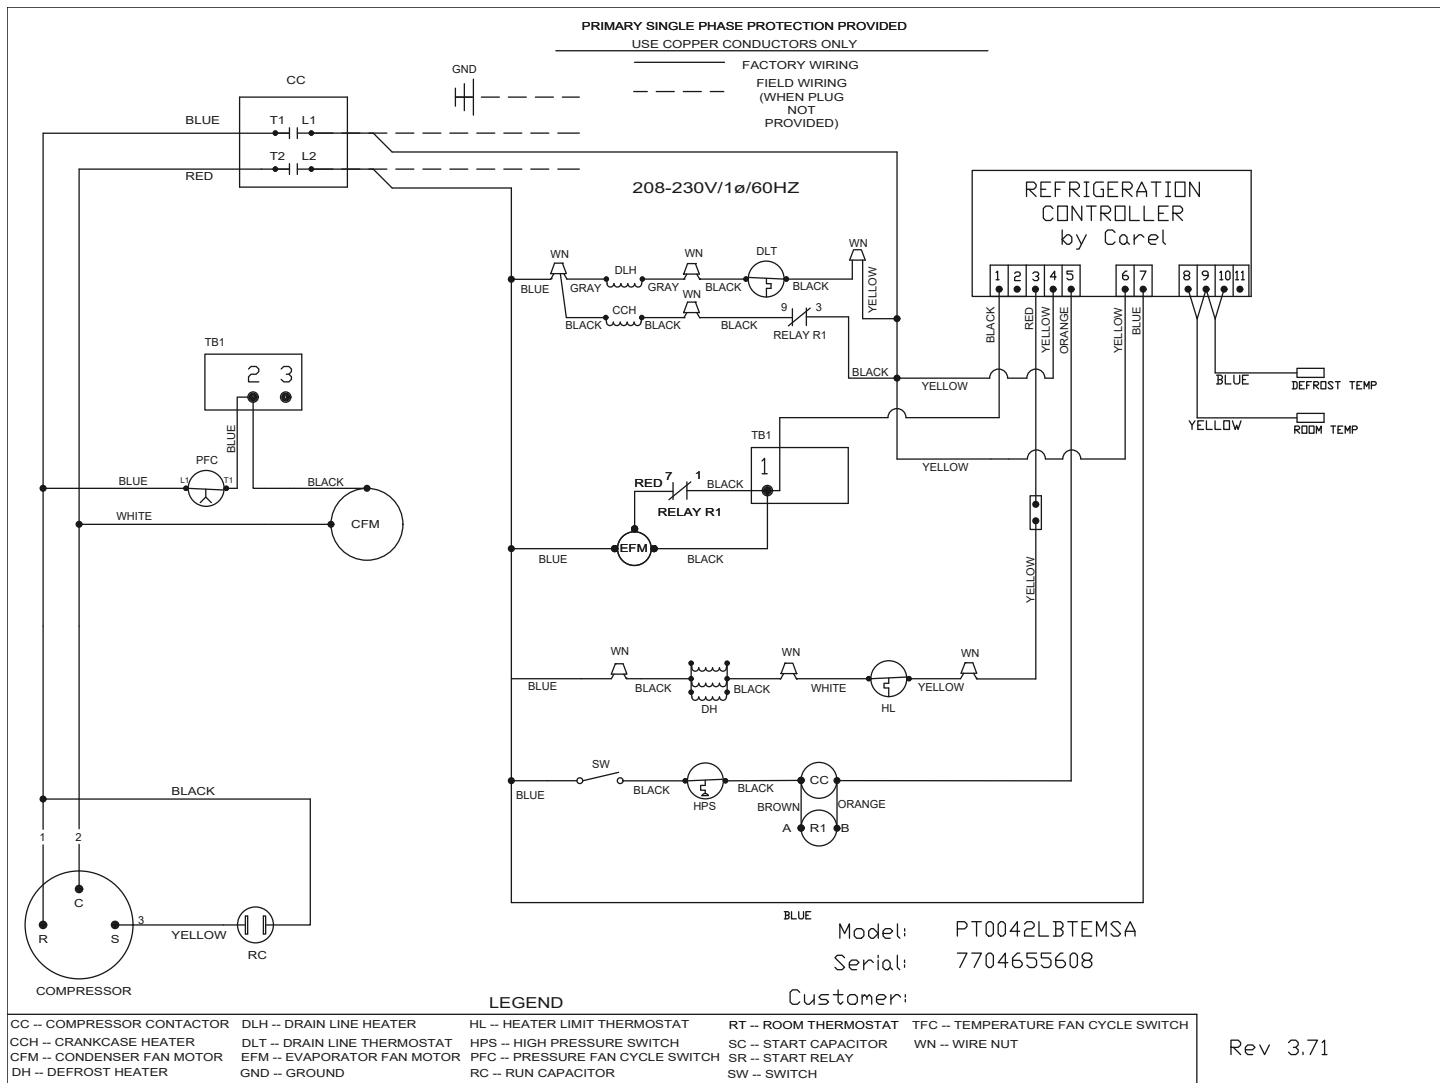 PRIMARY SINGLE PHASE PROTECTION PROVIDED
USE COPPER CONDUCTORS ONLY
FACTORY WIRING
FIELD WIRING
(WHEN PLUG
NOT
PROVIDED)
GND
CC
BLUE
T1 L1
T2 L2
RED
208-230V/1ø/60HZ
REFRIGERATION
CONTROLLER
by Carel
1 2 3 4 5 6 7 8 9 10 11
BLACK
RED
YELLOW
ORANGE
YELLOW
BLUE
WN
DLH
WN
DLT
WN
BLUE
GRAY
GRAY
BLACK
BLACK
YELLOW
CCH
WN
9 3
BLACK
BLACK
BLACK
RELAY R1
BLACK
YELLOW
BLUE
DEFROST TEMP
YELLOW
ROOM TEMP
TB1
2 3
BLUE
PFC
BLUE
L1
T1
BLACK
WHITE
CFM
TB1
1
YELLOW
RED 7 1 BLACK
RELAY R1
BLUE
EFM
BLACK
YELLOW
WN
WN
WN
BLUE
BLACK
BLACK
WHITE
YELLOW
DH
HL
SW
BLUE
BLACK
HPS
BLACK
CC
BROWN
ORANGE
A R1 B
BLACK
1 2
C
R
S
3
YELLOW
RC
COMPRESSOR
BLUE
Model: PT0042LBTEMSA
Serial: 7704655608
Customer:
LEGEND
CC -- COMPRESSOR CONTACTOR DLH -- DRAIN LINE HEATER HL -- HEATER LIMIT THERMOSTAT RT -- ROOM THERMOSTAT TFC -- TEMPERATURE FAN CYCLE SWITCH
CCH -- CRANKCASE HEATER DLT -- DRAIN LINE THERMOSTAT HPS -- HIGH PRESSURE SWITCH SC -- START CAPACITOR WN -- WIRE NUT
CFM -- CONDENSER FAN MOTOR EFM -- EVAPORATOR FAN MOTOR PFC -- PRESSURE FAN CYCLE SWITCH SR -- START RELAY
DH -- DEFROST HEATER GND -- GROUND RC -- RUN CAPACITOR SW -- SWITCH
Rev 3.71